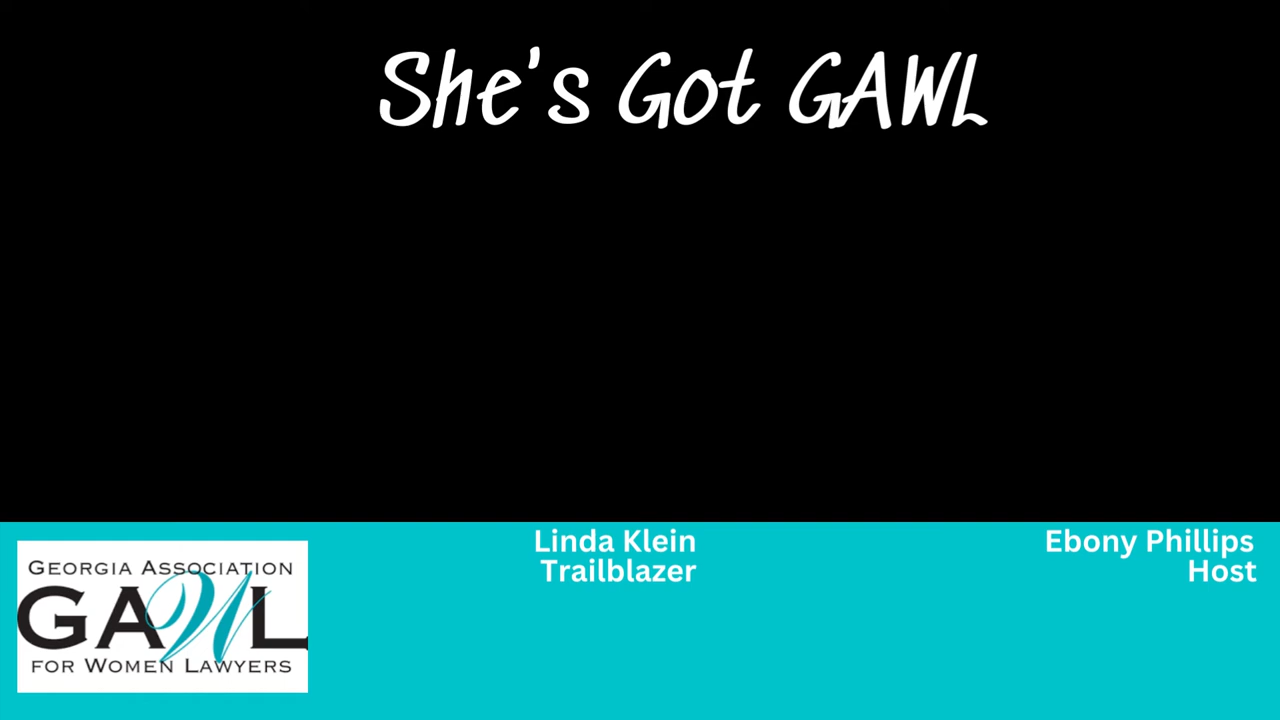 She's Got GAWL
Linda Klein
Trailblazer
Ebony Phillips
Host
GEORGIA ASSOCIATION
GAWL
FOR WOMEN LAWYERS